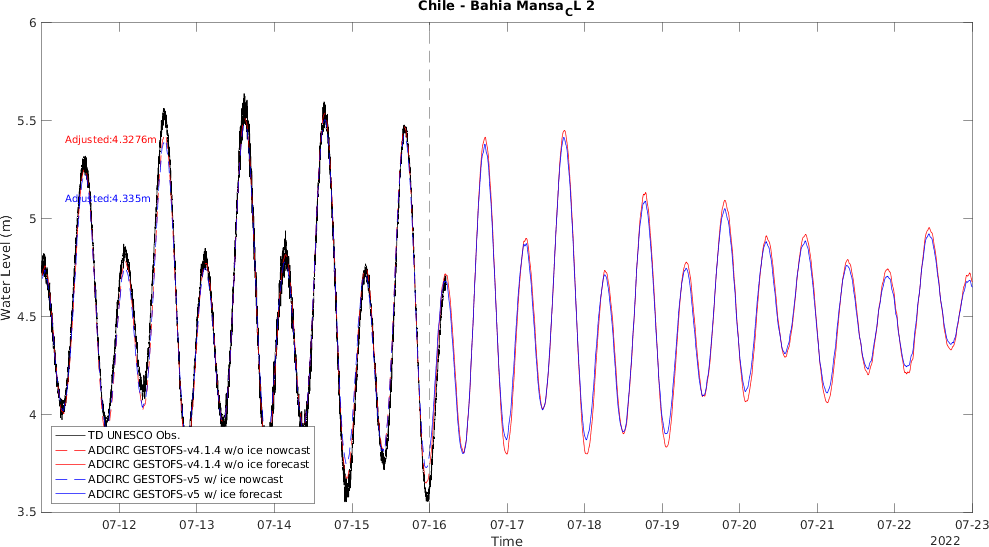 Chile - Bahia Mansa_CL 2
Water Level (m)
6
5.5
5
4.5
4
3.5
Adjusted:4.3276m
Adjusted:4.335m
TD UNESCO Obs.
ADCIRC GESTOFS-v4.1.4 w/o ice nowcast
ADCIRC GESTOFS-v4.1.4 w/o ice forecast
ADCIRC GESTOFS-v5 w/ ice nowcast
ADCIRC GESTOFS-v5 w/ ice forecast
07-12 07-13 07-14 07-15 07-16 07-17 07-18 07-19 07-20 07-21 07-22 07-23
Time
2022